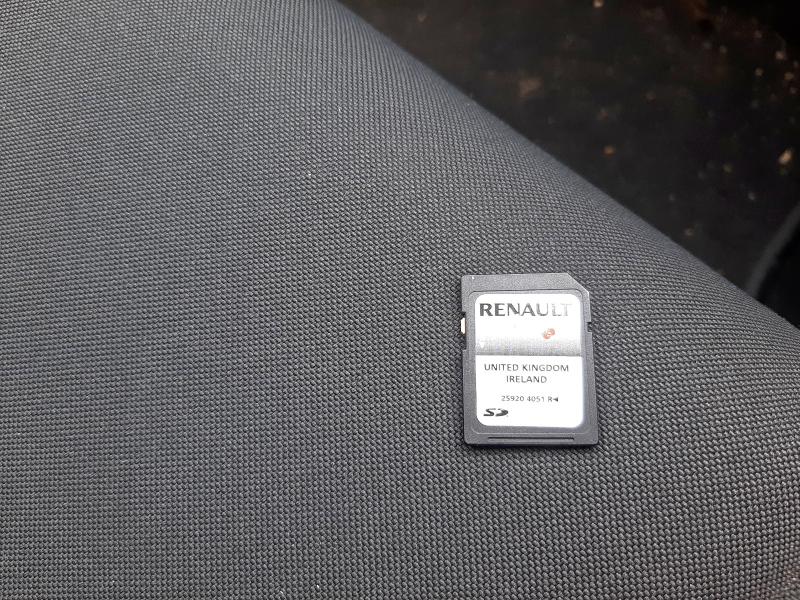 RENAULT
UNITED KINGDOM
IRELAND
25920 4051 R◄
SD